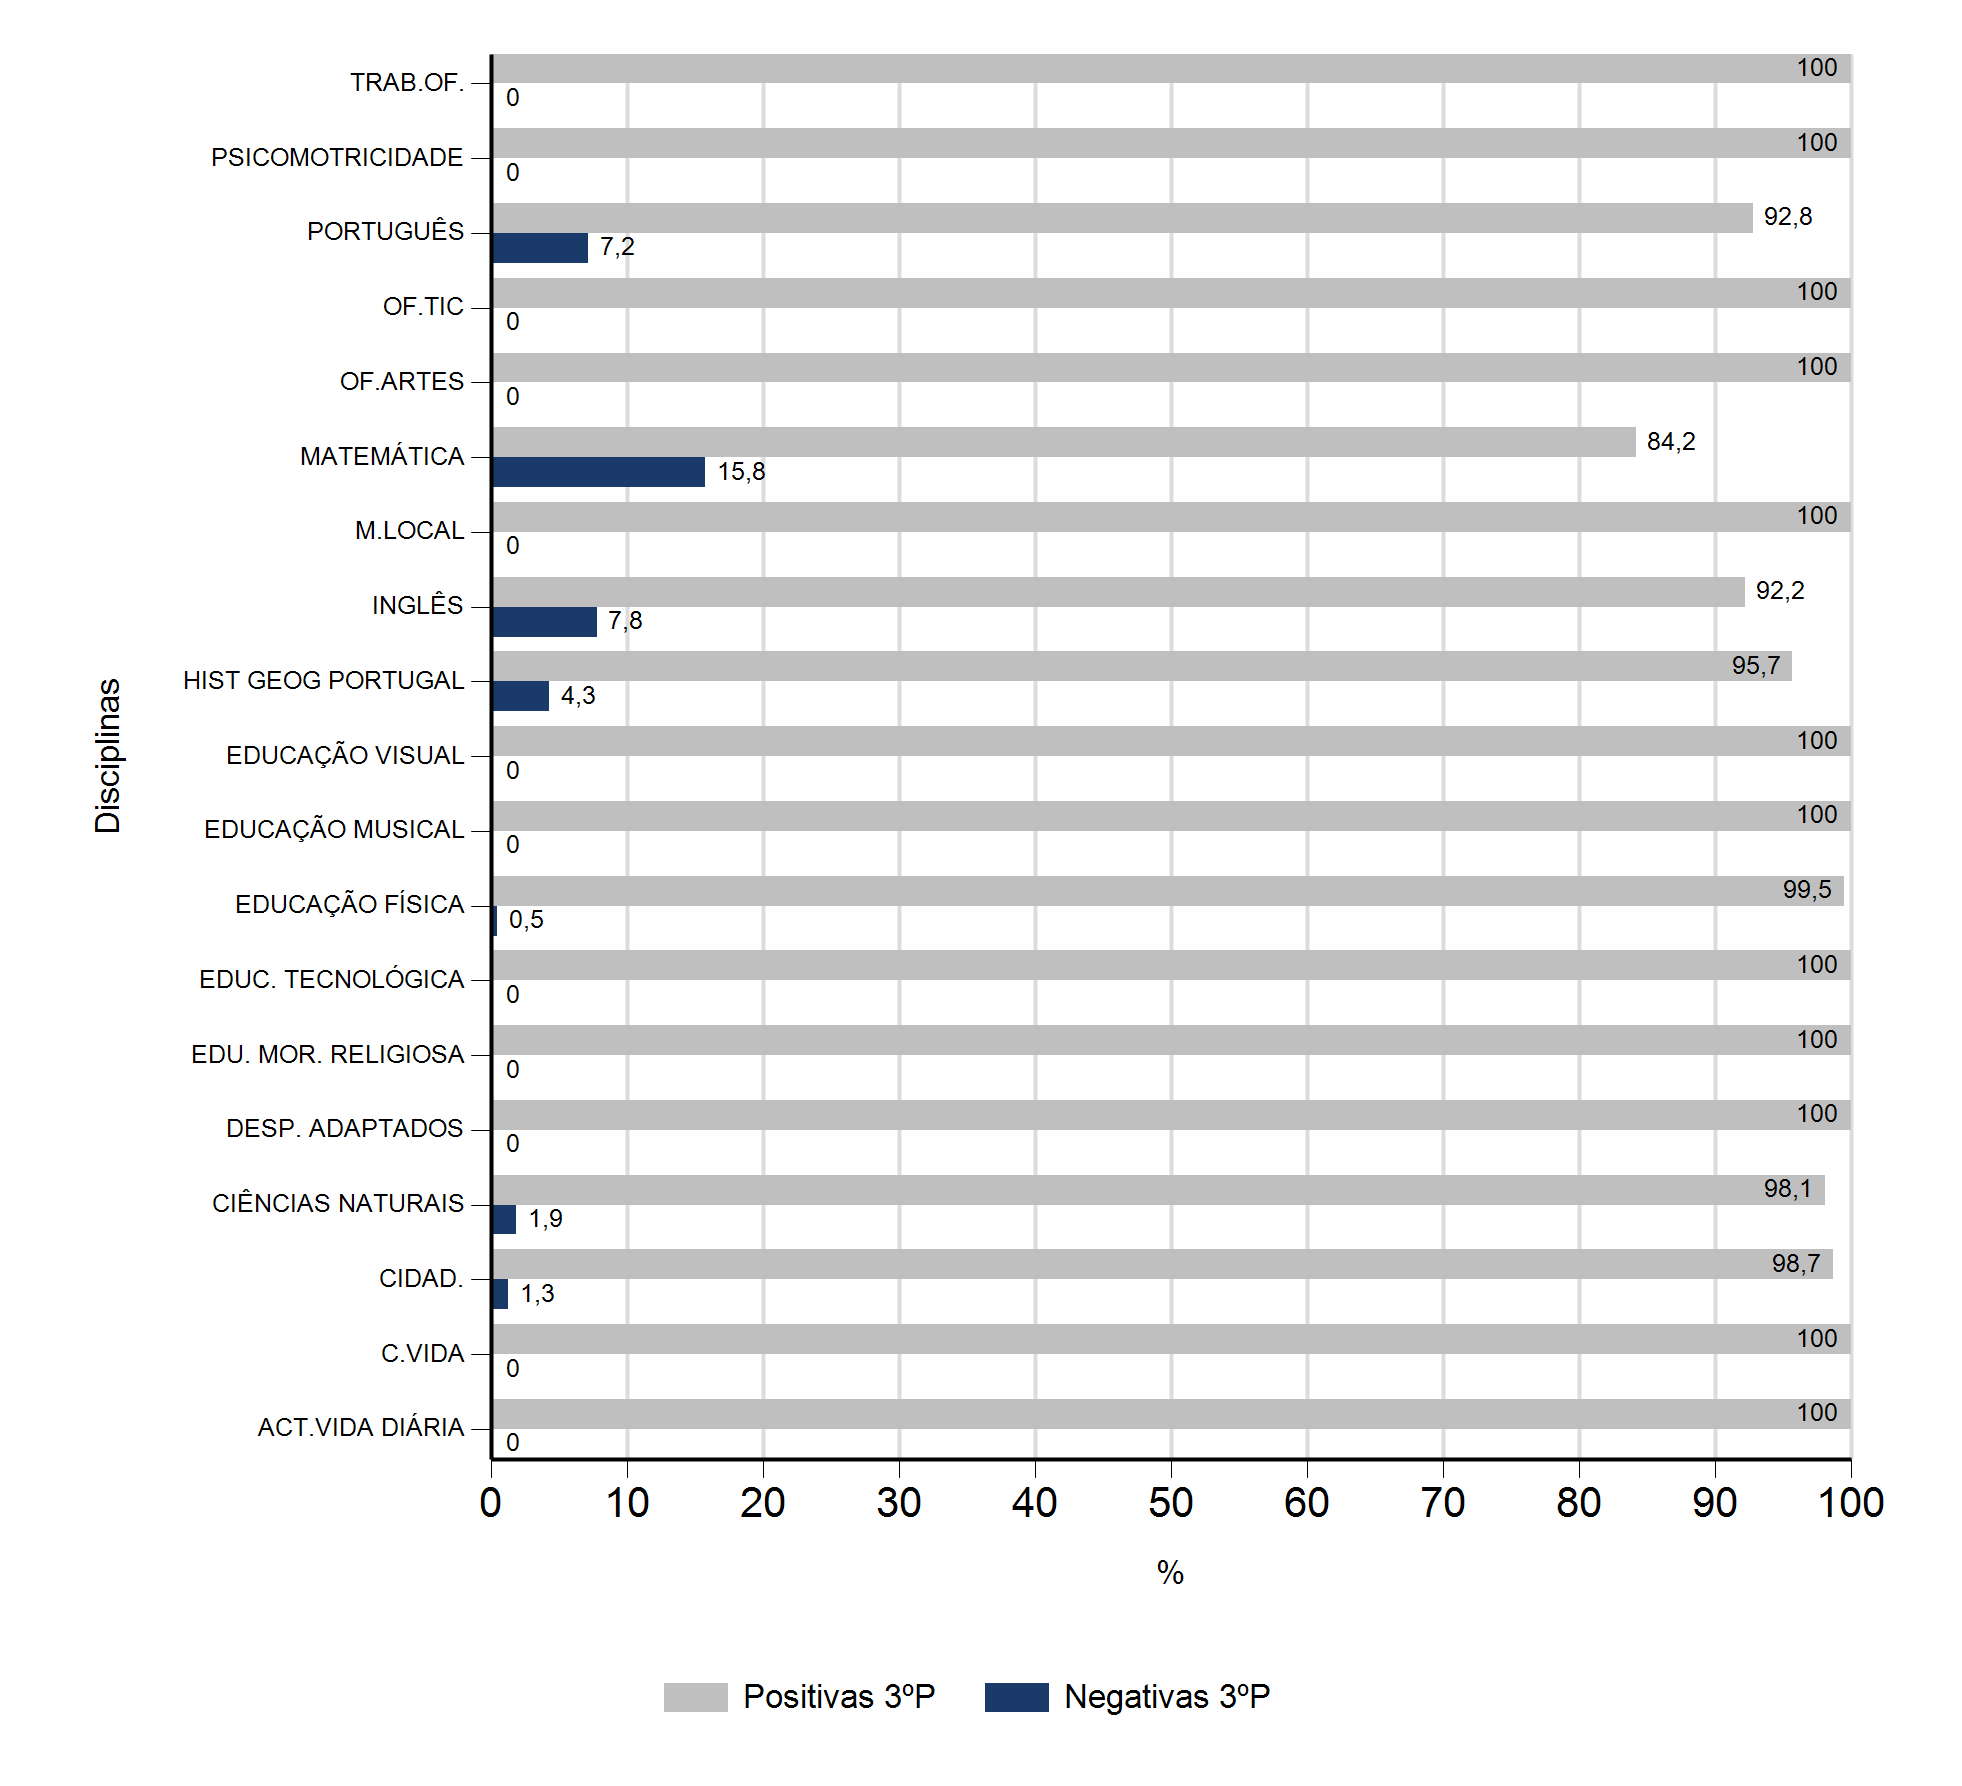 TRAB.OF.
100
0
PSICOMOTRICIDADE
100
0
PORTUGUÊS
92,8
7,2
OF.TIC
100
0
OF.ARTES
100
0
MATEMÁTICA
84,2
15,8
M.LOCAL
100
0
INGLÊS
92,2
7,8
HIST GEOG PORTUGAL
95,7
4,3
EDUCAÇÃO VISUAL
100
0
EDUCAÇÃO MUSICAL
100
0
EDUCAÇÃO FÍSICA
99,5
0,5
EDUC. TECNOLÓGICA
100
0
EDU. MOR. RELIGIOSA
100
0
DESP. ADAPTADOS
100
0
CIÊNCIAS NATURAIS
98,1
1,9
CIDAD.
98,7
1,3
C.VIDA
100
0
ACT.VIDA DIÁRIA
100
0
Disciplinas
0 10 20 30 40 50 60 70 80 90 100
%
Positivas 3ºP Negativas 3ºP